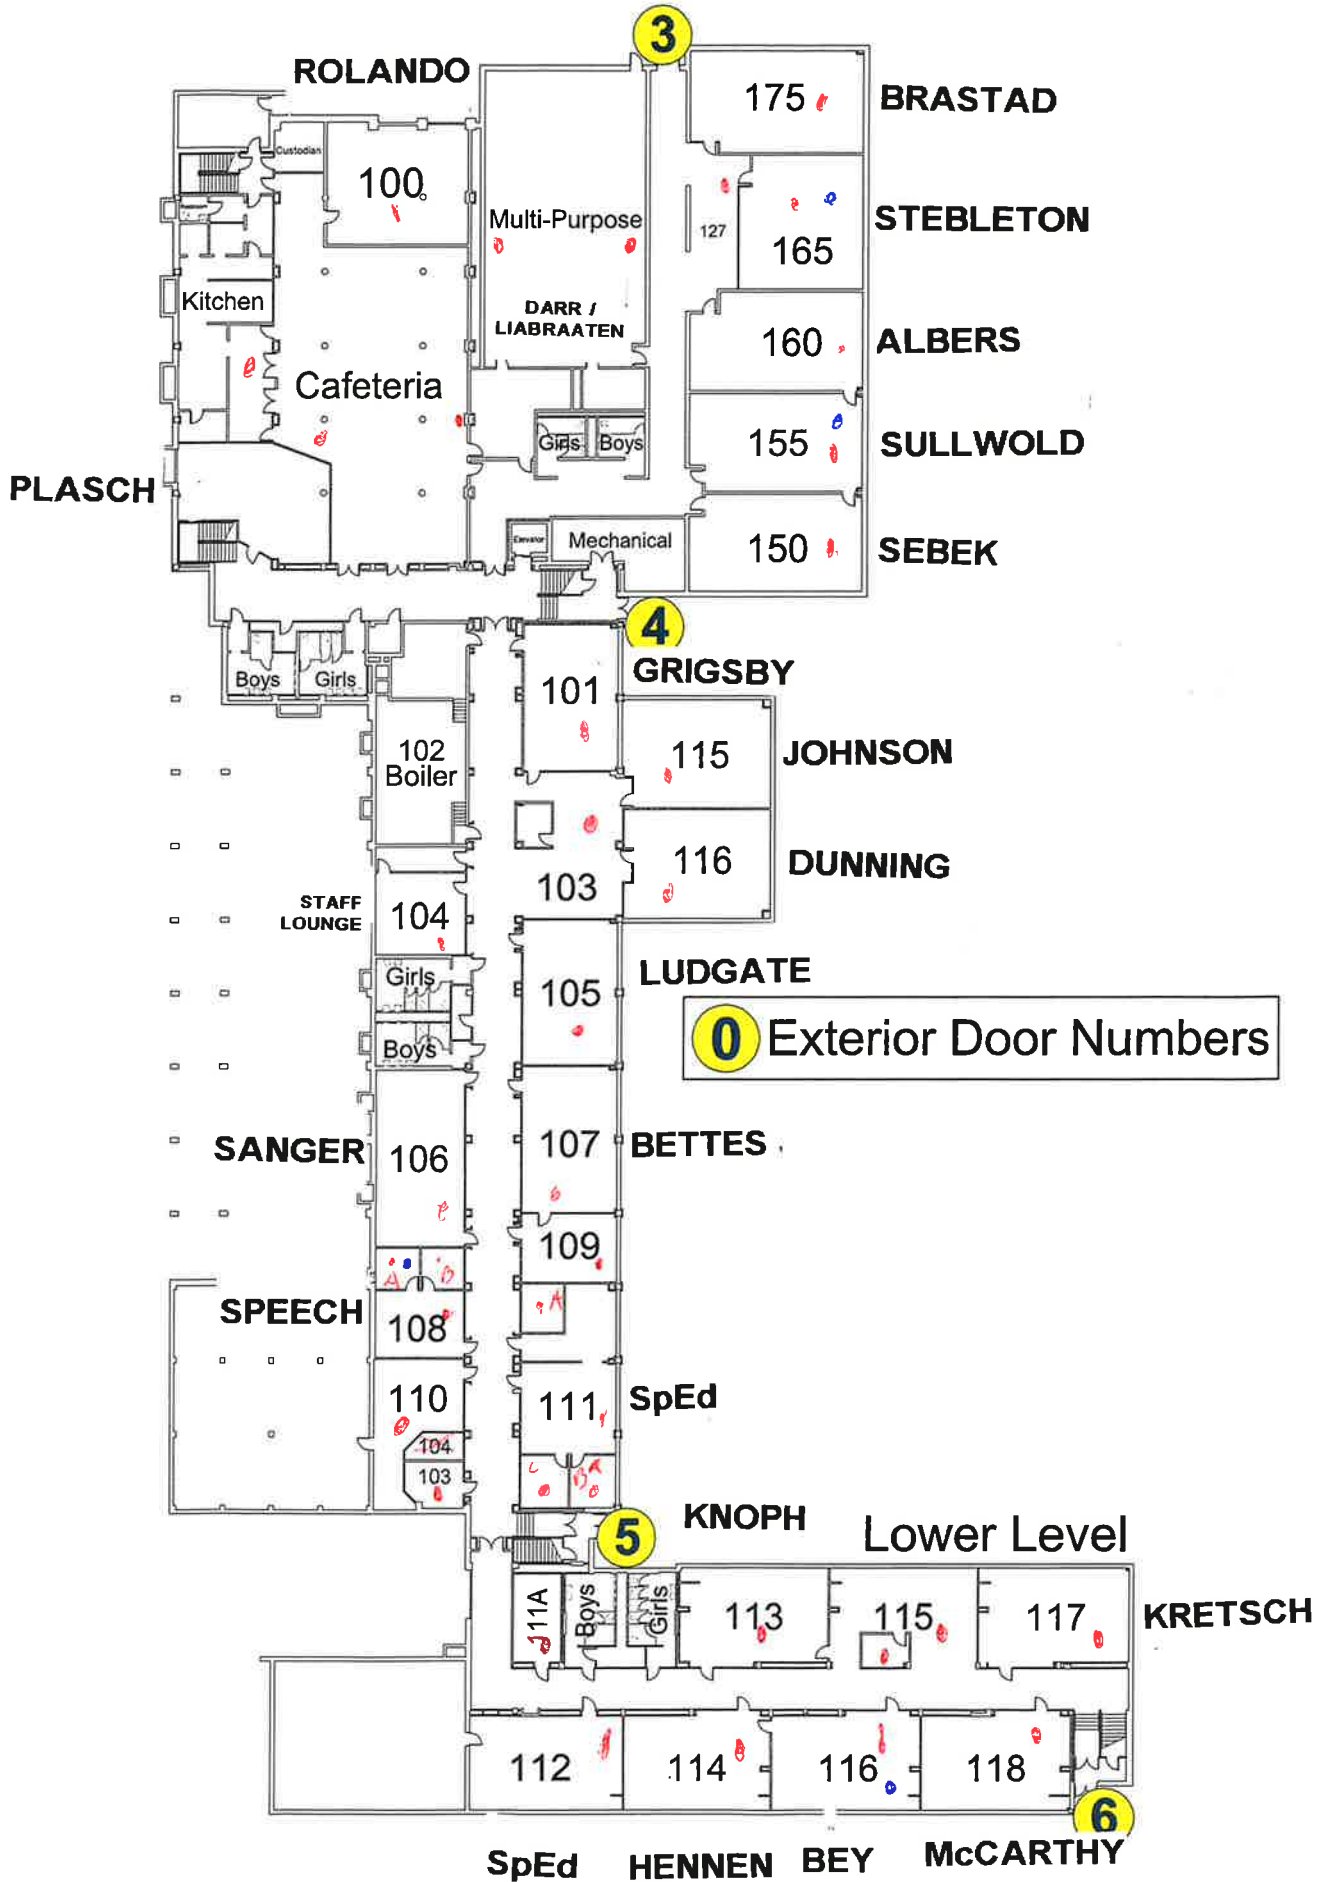 3
ROLANDO
175
BRASTAD
Custodian
100
Multi-Purpose
127
STEBLETON
165
Kitchen
DARR /
LIABRAATEN
160
ALBERS
Cafeteria
155
SULLWOLD
Girls
Boys
PLASCH
Elevator
Mechanical
150
SEBEK
4
GRIGSBY
Boys
Girls
101
102
Boiler
115
JOHNSON
116
DUNNING
103
STAFF
LOUNGE
104
LUDGATE
Girls
105
0 Exterior Door Numbers
Boys
SANGER
106
107
BETTES
109
A
B
A
SPEECH
108
110
111
SpEd
104
103
C
B
A
5
KNOPH
Lower Level
111A
Boys
Girls
113
115
117
KRETSCH
112
114
116
118
6
SpEd
HENNEN
BEY
McCARTHY